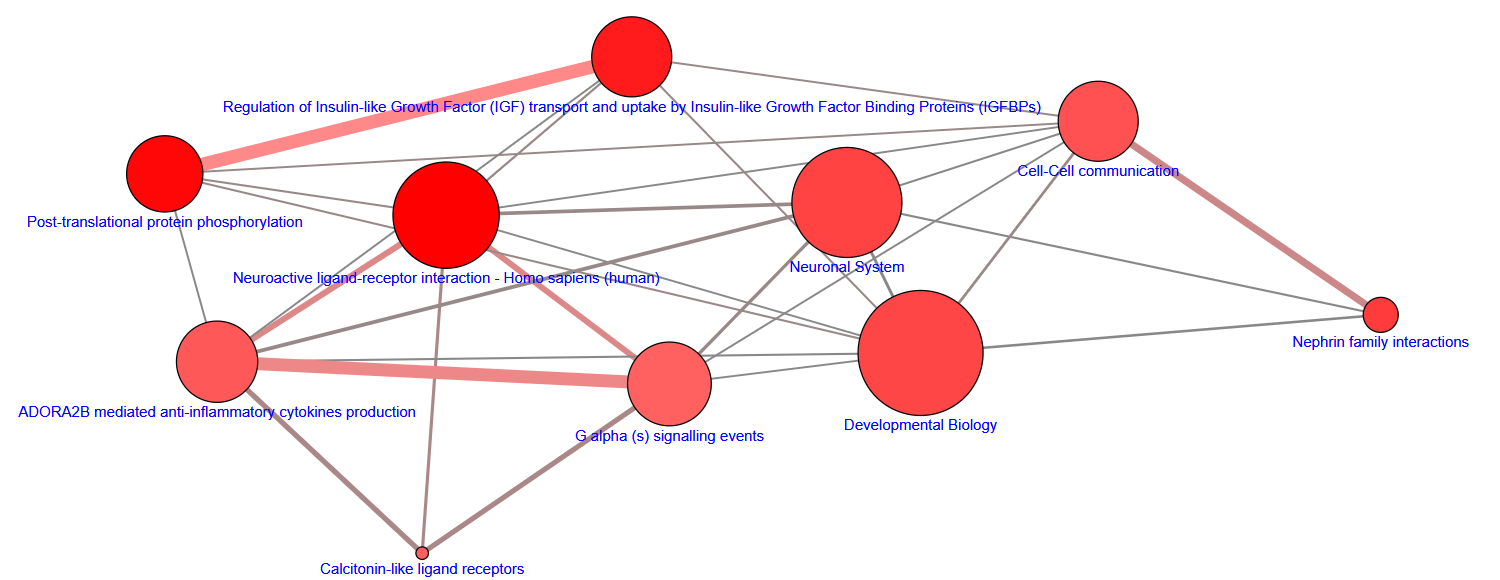 Regulation of Insulin-like Growth Factor (IGF) transport and uptake by Insulin-like Growth Factor Binding Proteins (IGFBPs)
Cell-Cell communication
Post-translational protein phosphorylation
Neuronal System
Neuroactive ligand-receptor interaction - Homo sapiens (human)
Nephrin family interactions
ADORA2B mediated anti-inflammatory cytokines production
Developmental Biology
G alpha (s) signalling events
Calcitonin-like ligand receptors